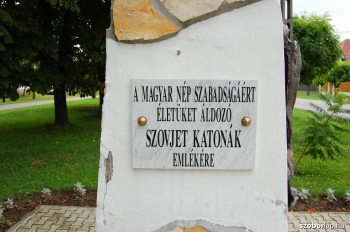 A MAGYAR NÉP SZABADSÁGÁÉRT
ÉLETÜKET ÁLDOZÓ
SZOVJET KATONÁK
EMLÉKÉRE
szoborlap.hu